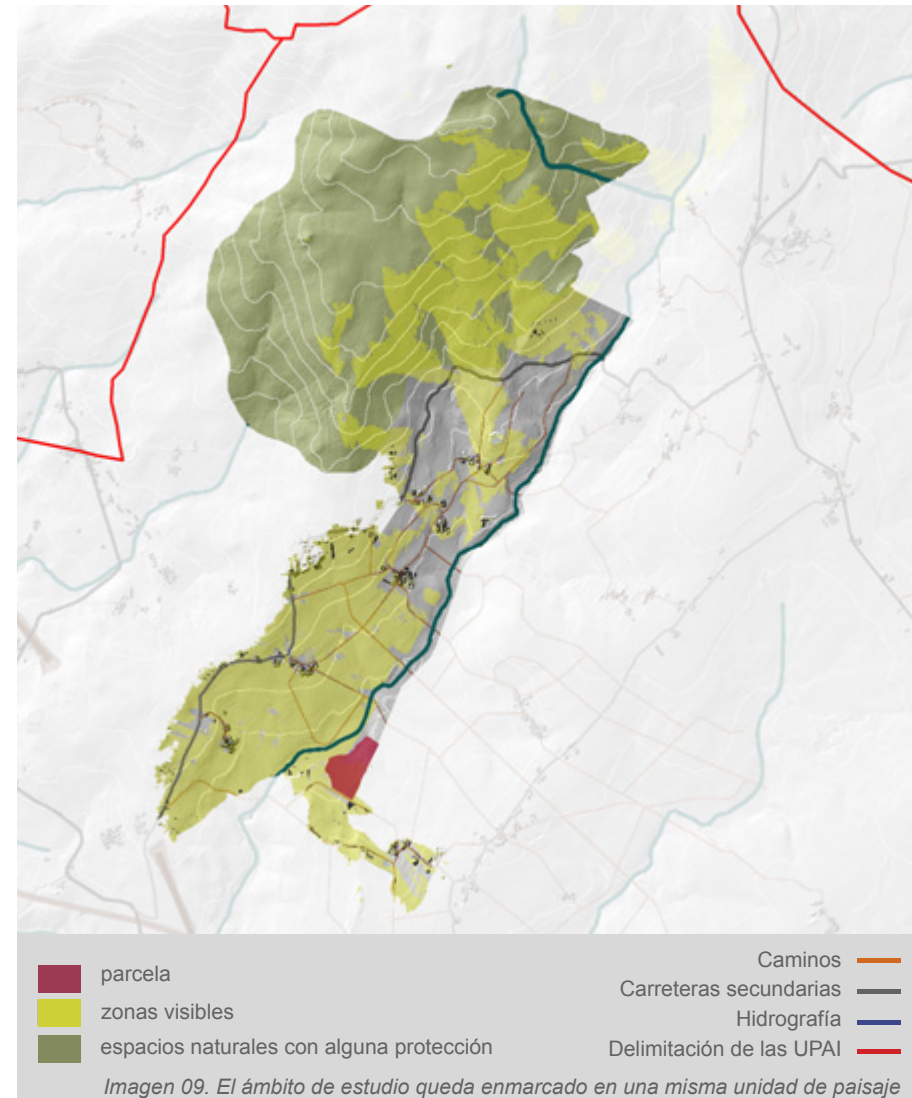 parcela
zonas visibles
espacios naturales con alguna protección
Caminos
Carreteras secundarias
Hidrografía
Delimitación de las UPAI
Imagen 09. El ámbito de estudio queda enmarcado en una misma unidad de paisaje